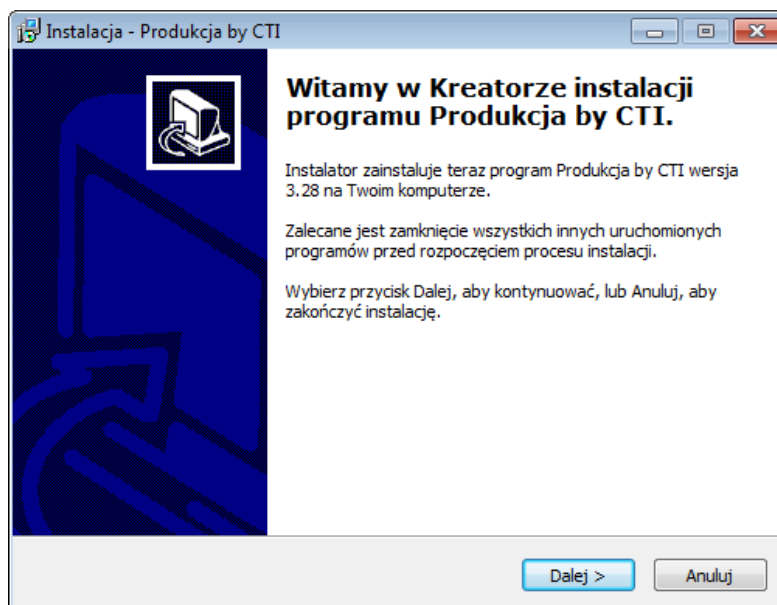 Instalacja - Produkcja by CTI
Witamy w Kreatorze instalacji
programu Produkcja by CTI.
Instalator zainstaluje teraz program Produkcja by CTI wersja
3.28 na Twoim komputerze.
Zalecane jest zamknięcie wszystkich innych uruchomionych
programów przed rozpoczęciem procesu instalacji.
Wybierz przycisk Dalej, aby kontynuować, lub Anuluj, aby
zakończyć instalację.
Dalej >
Anuluj